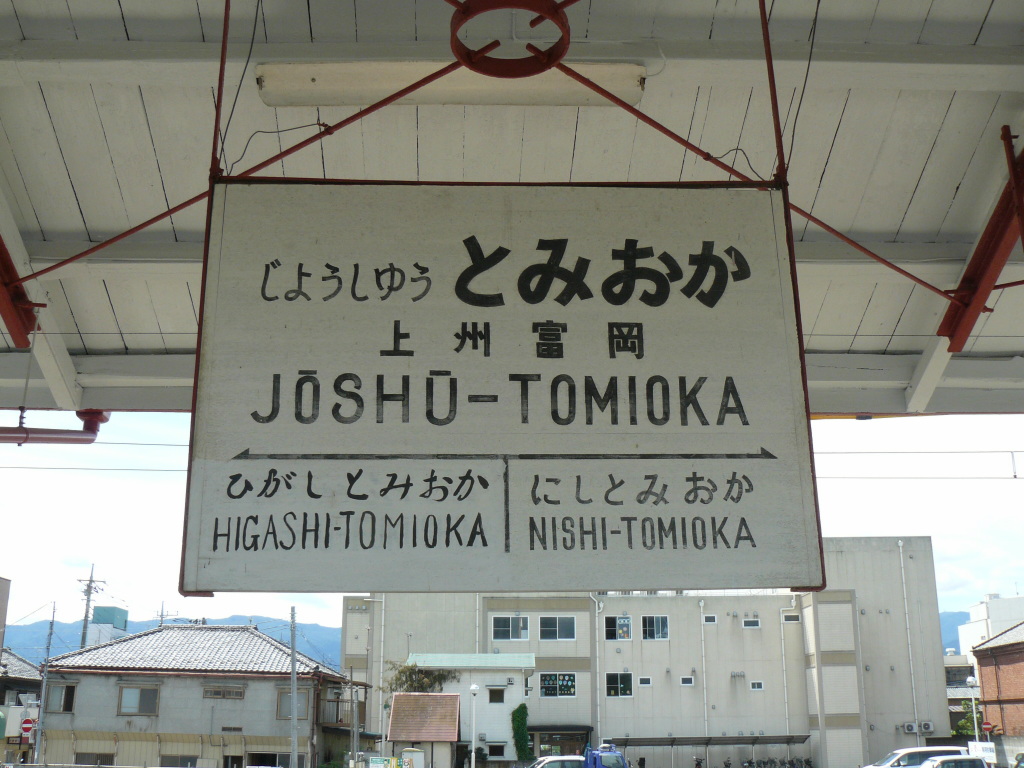 じようしゆう とみおか
上州富岡
JŌSHŪ-TOMIOKA
ひがしとみおか
HIGASHI-TOMIOKA
にしとみおか
NISHI-TOMIOKA